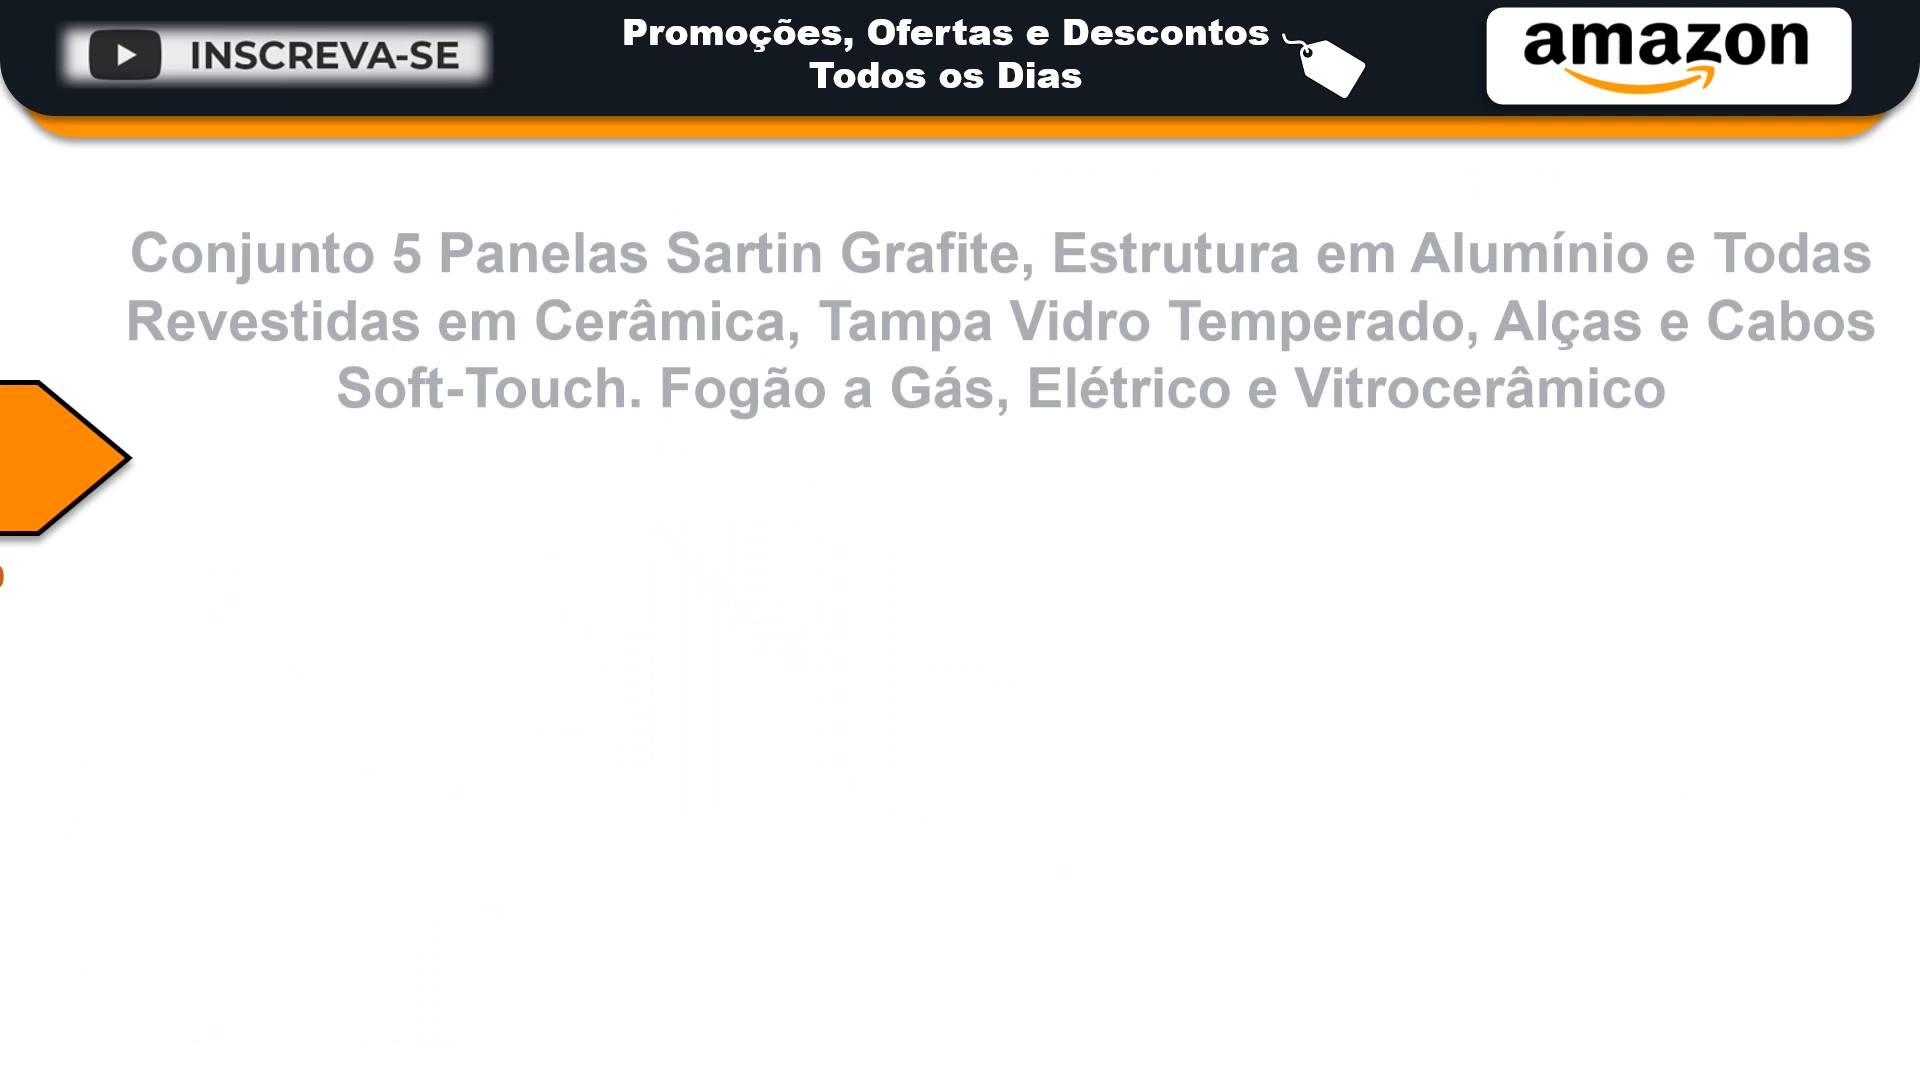 INSCREVA-SE
Promoções, Ofertas e Descontos
Todos os Dias
amazon
Conjunto 5 Panelas Sartin Grafite, Estrutura em Alumínio e Todas
Revestidas em Cerâmica, Tampa Vidro Temperado, Alças e Cabos
Soft-Touch. Fogão a Gás, Elétrico e Vitrocerâmico